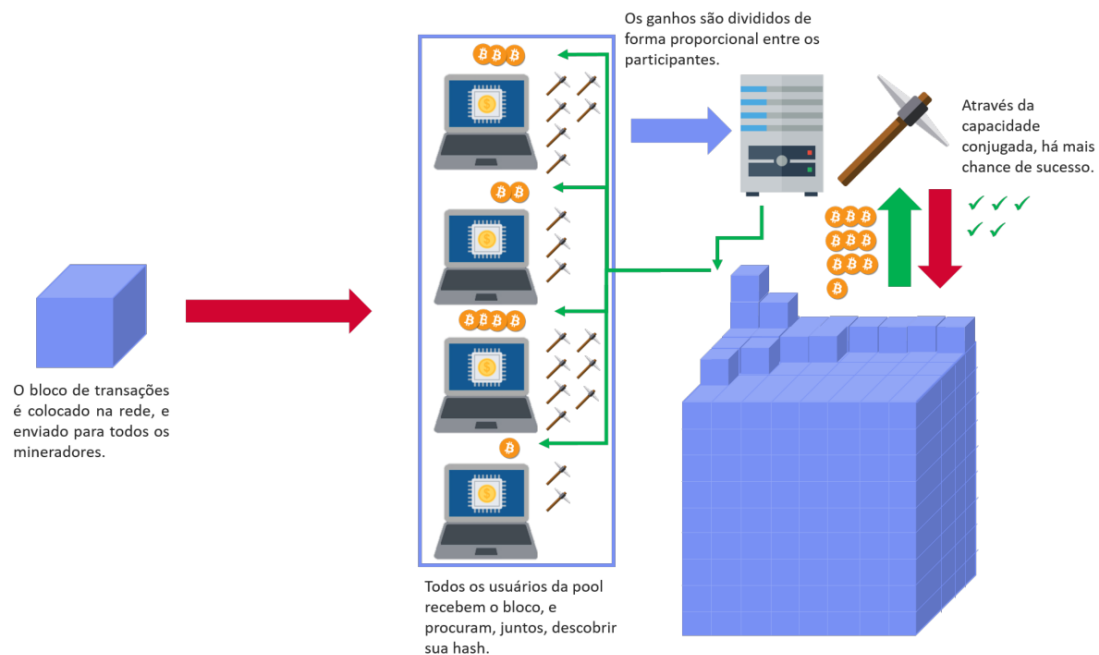 O bloco de transações
é colocado na rede, e
enviado para todos os
mineradores.
Todos os usuários da pool
recebem o bloco, e
procuram, juntos, descobrir
sua hash.
Os ganhos são divididos de
forma proporcional entre os
participantes.
Através da
capacidade
conjugada, há mais
chance de sucesso.